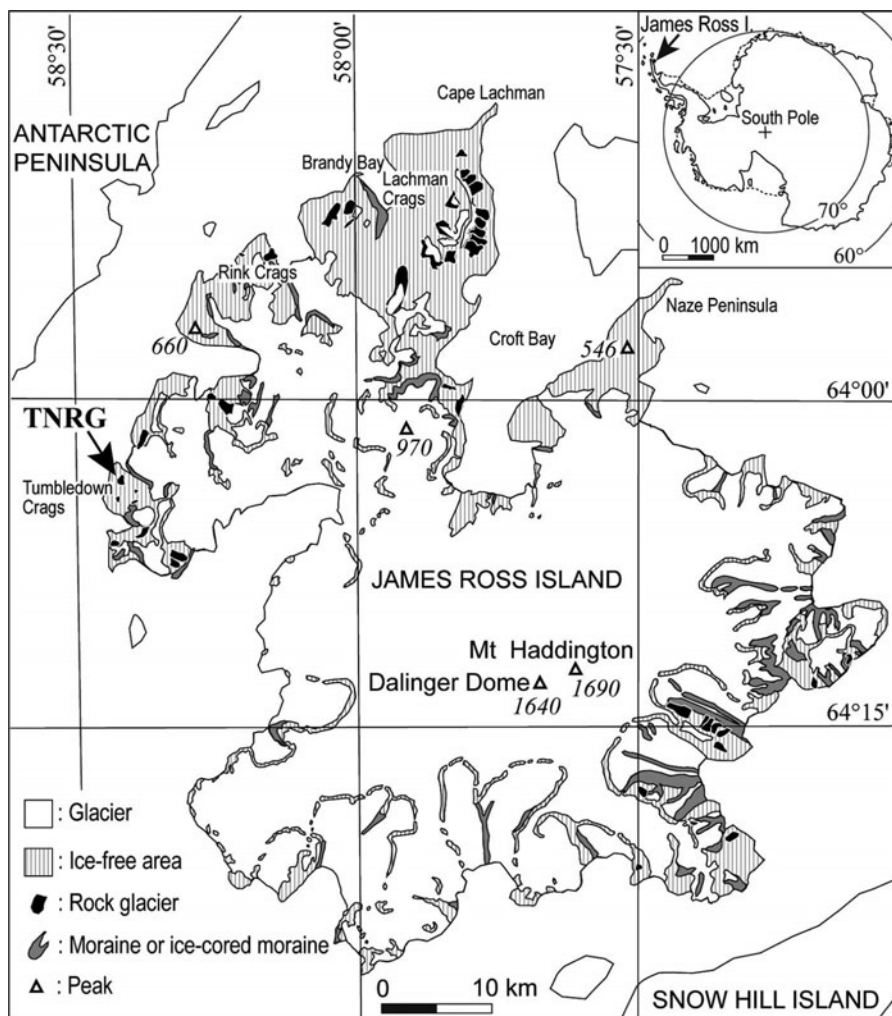 58°30'
58°00'
57°30'
James Ross I.
South Pole
70°
60°
0 1000 km
Cape Lachman
ANTARCTIC
PENINSULA
Brandy Bay
Lachman
Crags
Rink Crags
Naze Peninsula
660
Croft Bay
546
64°00'
TNRG
970
Tumbledown
Crags
JAMES ROSS ISLAND
Mt Haddington
Dalinger Dome
1690
1640
64°15'
: Glacier
: Ice-free area
: Rock glacier
: Moraine or ice-cored moraine
: Peak
0 10 km
SNOW HILL ISLAND